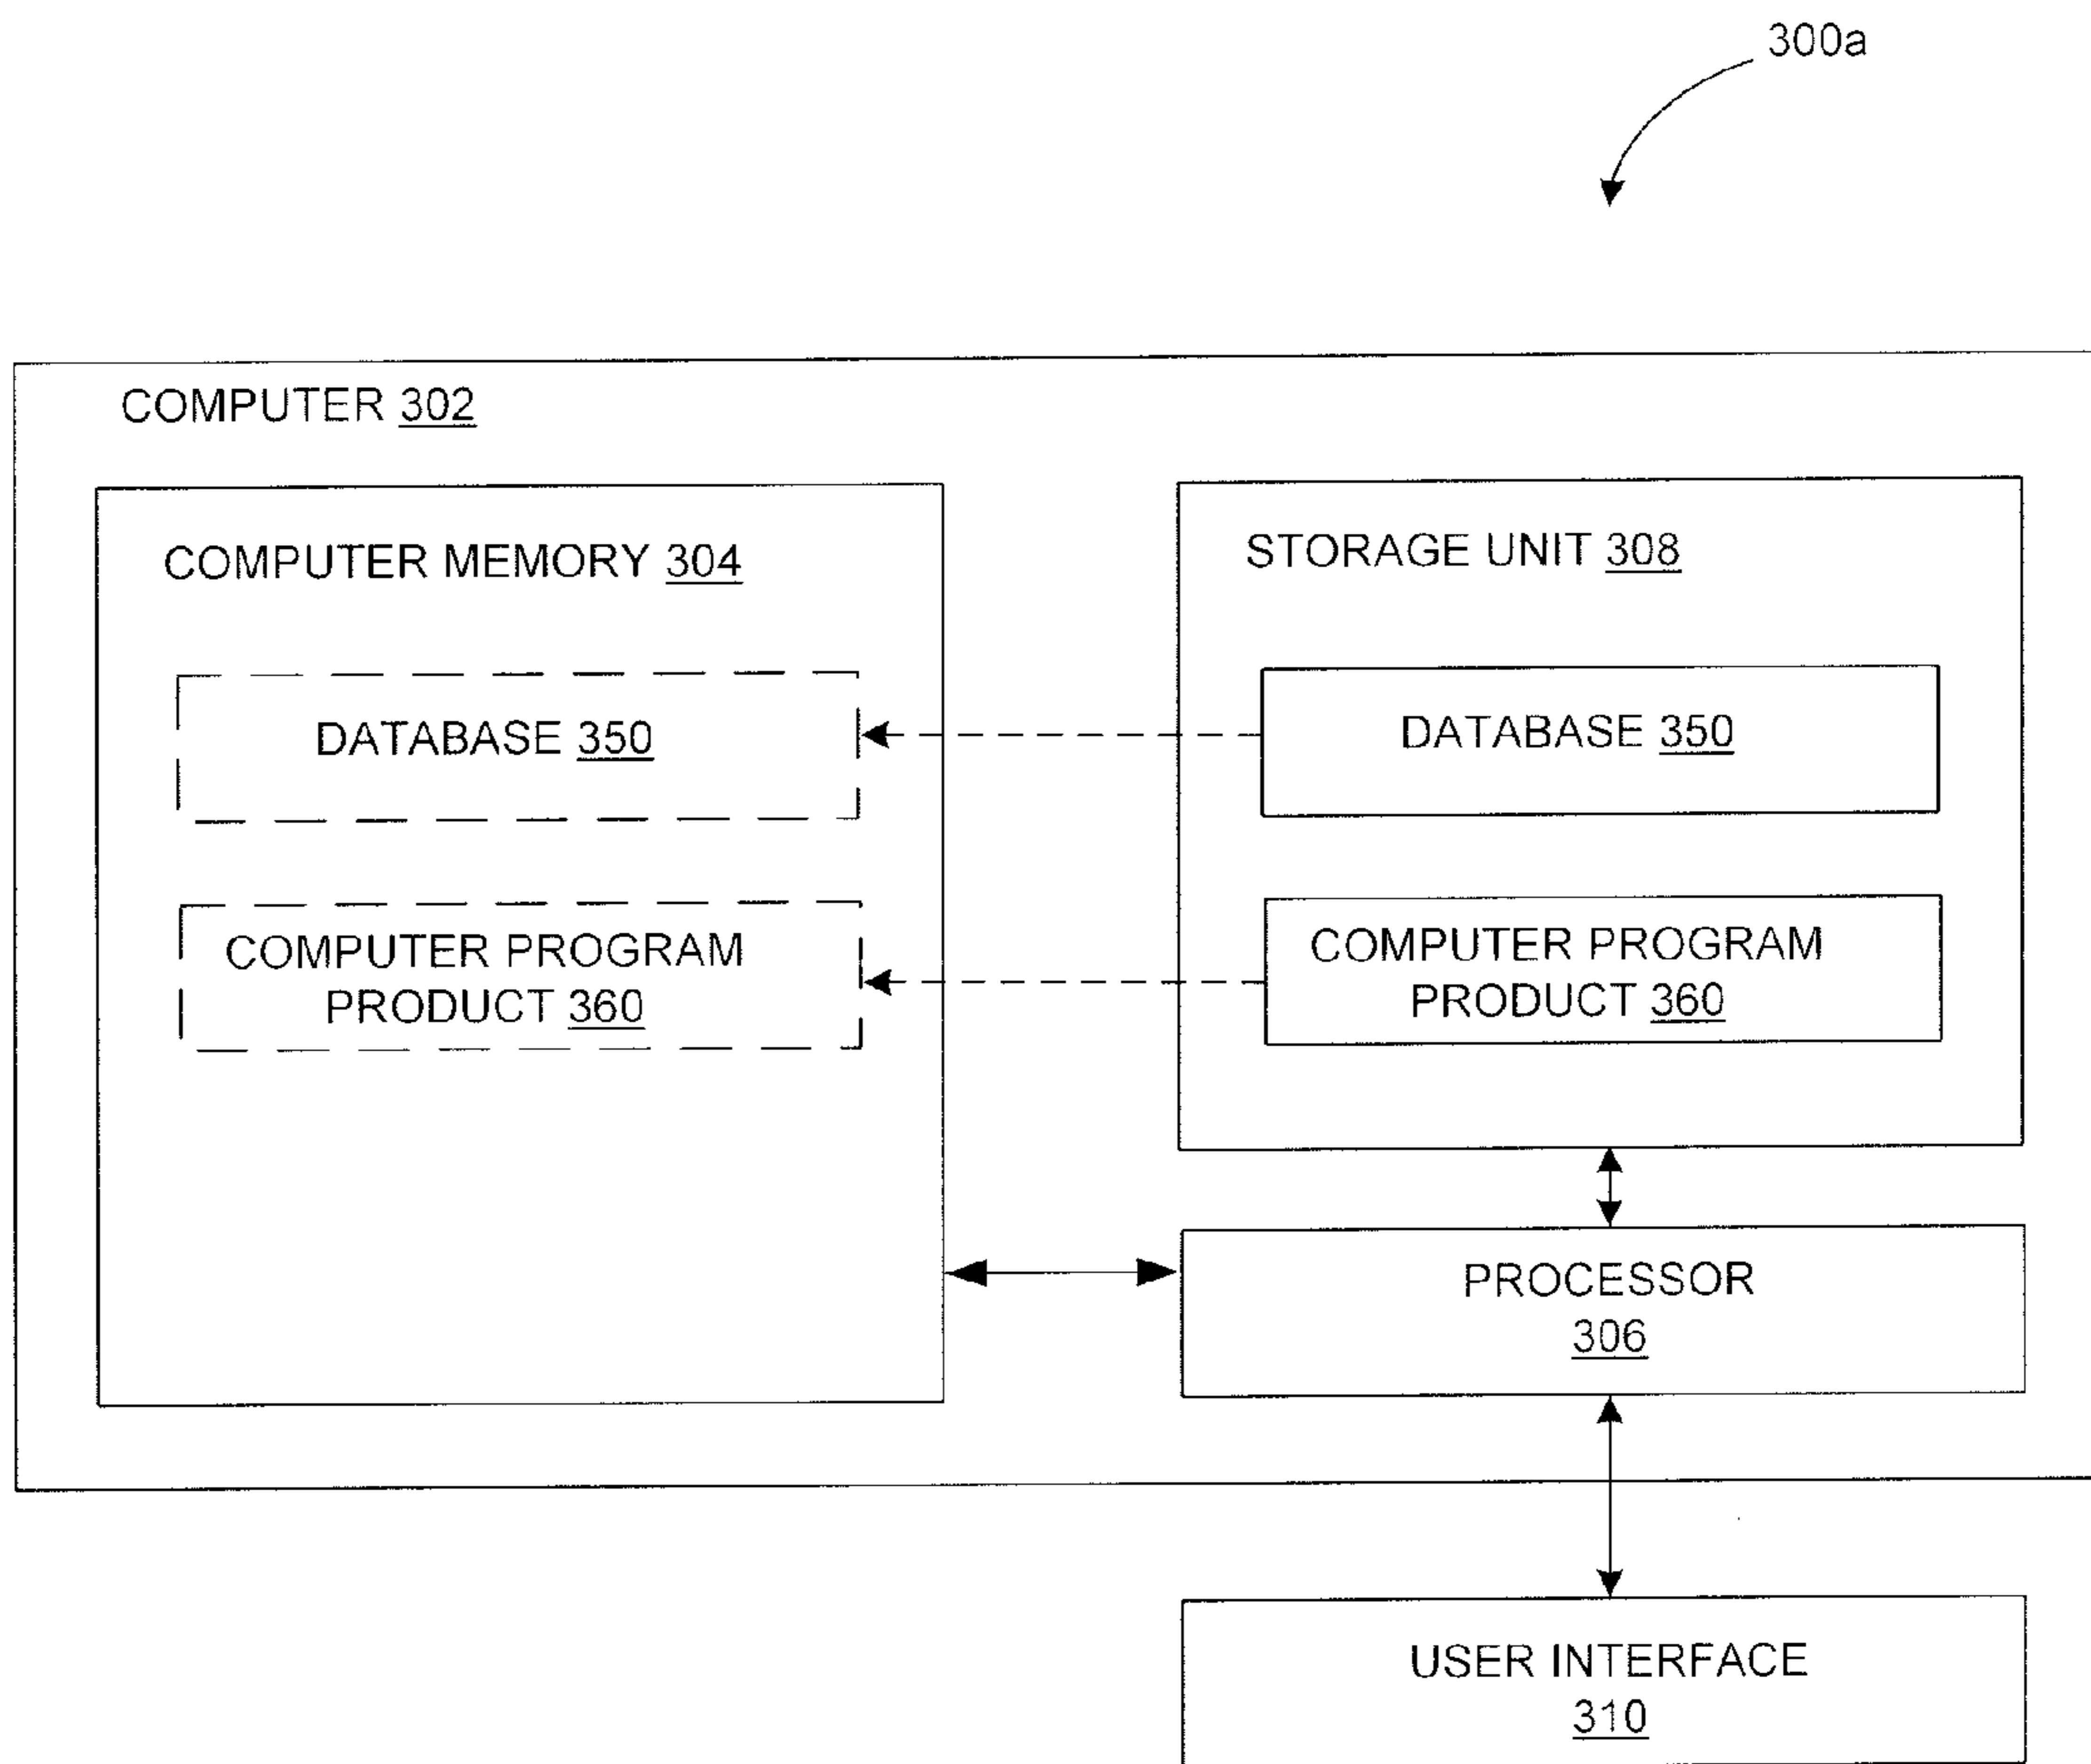 300a
COMPUTER 302
COMPUTER MEMORY 304
DATABASE 350
COMPUTER PROGRAM
PRODUCT 360
STORAGE UNIT 308
DATABASE 350
COMPUTER PROGRAM
PRODUCT 360
PROCESSOR
306
USER INTERFACE
310